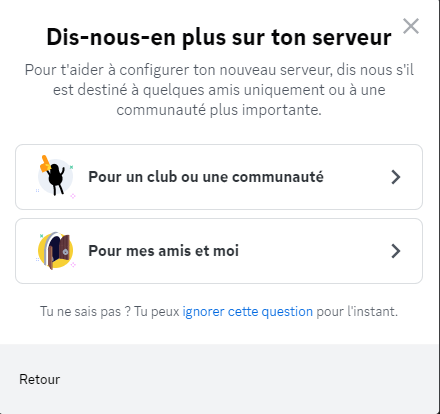 Dis-nous-en plus sur ton serveur
Pour t'aider à configurer ton nouveau serveur, dis nous s'il
est destiné à quelques amis uniquement ou à une
communauté plus importante.
Pour un club ou une communauté
Pour mes amis et moi
Tu ne sais pas ? Tu peux ignorer cette question pour l'instant.
Retour